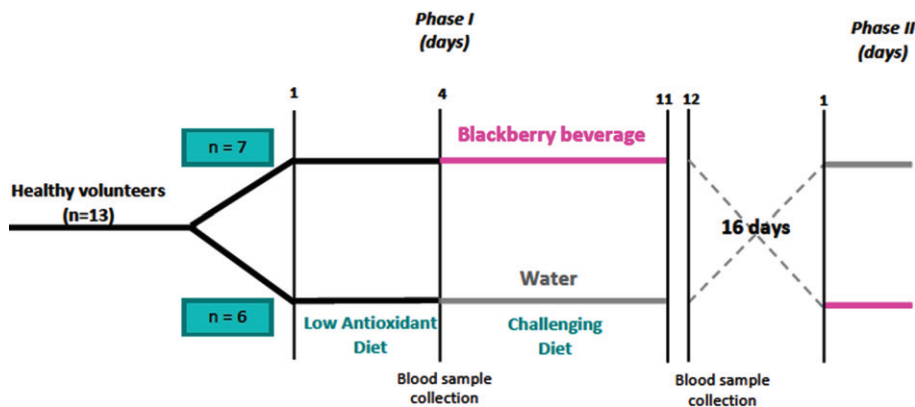 Phase I
(days)
Phase II
(days)
1
4
11
12
1
n = 7
Blackberry beverage
Healthy volunteers
(n=13)
16 days
Water
n = 6
Low Antioxidant
Diet
Challenging
Diet
Blood sample
collection
Blood sample
collection